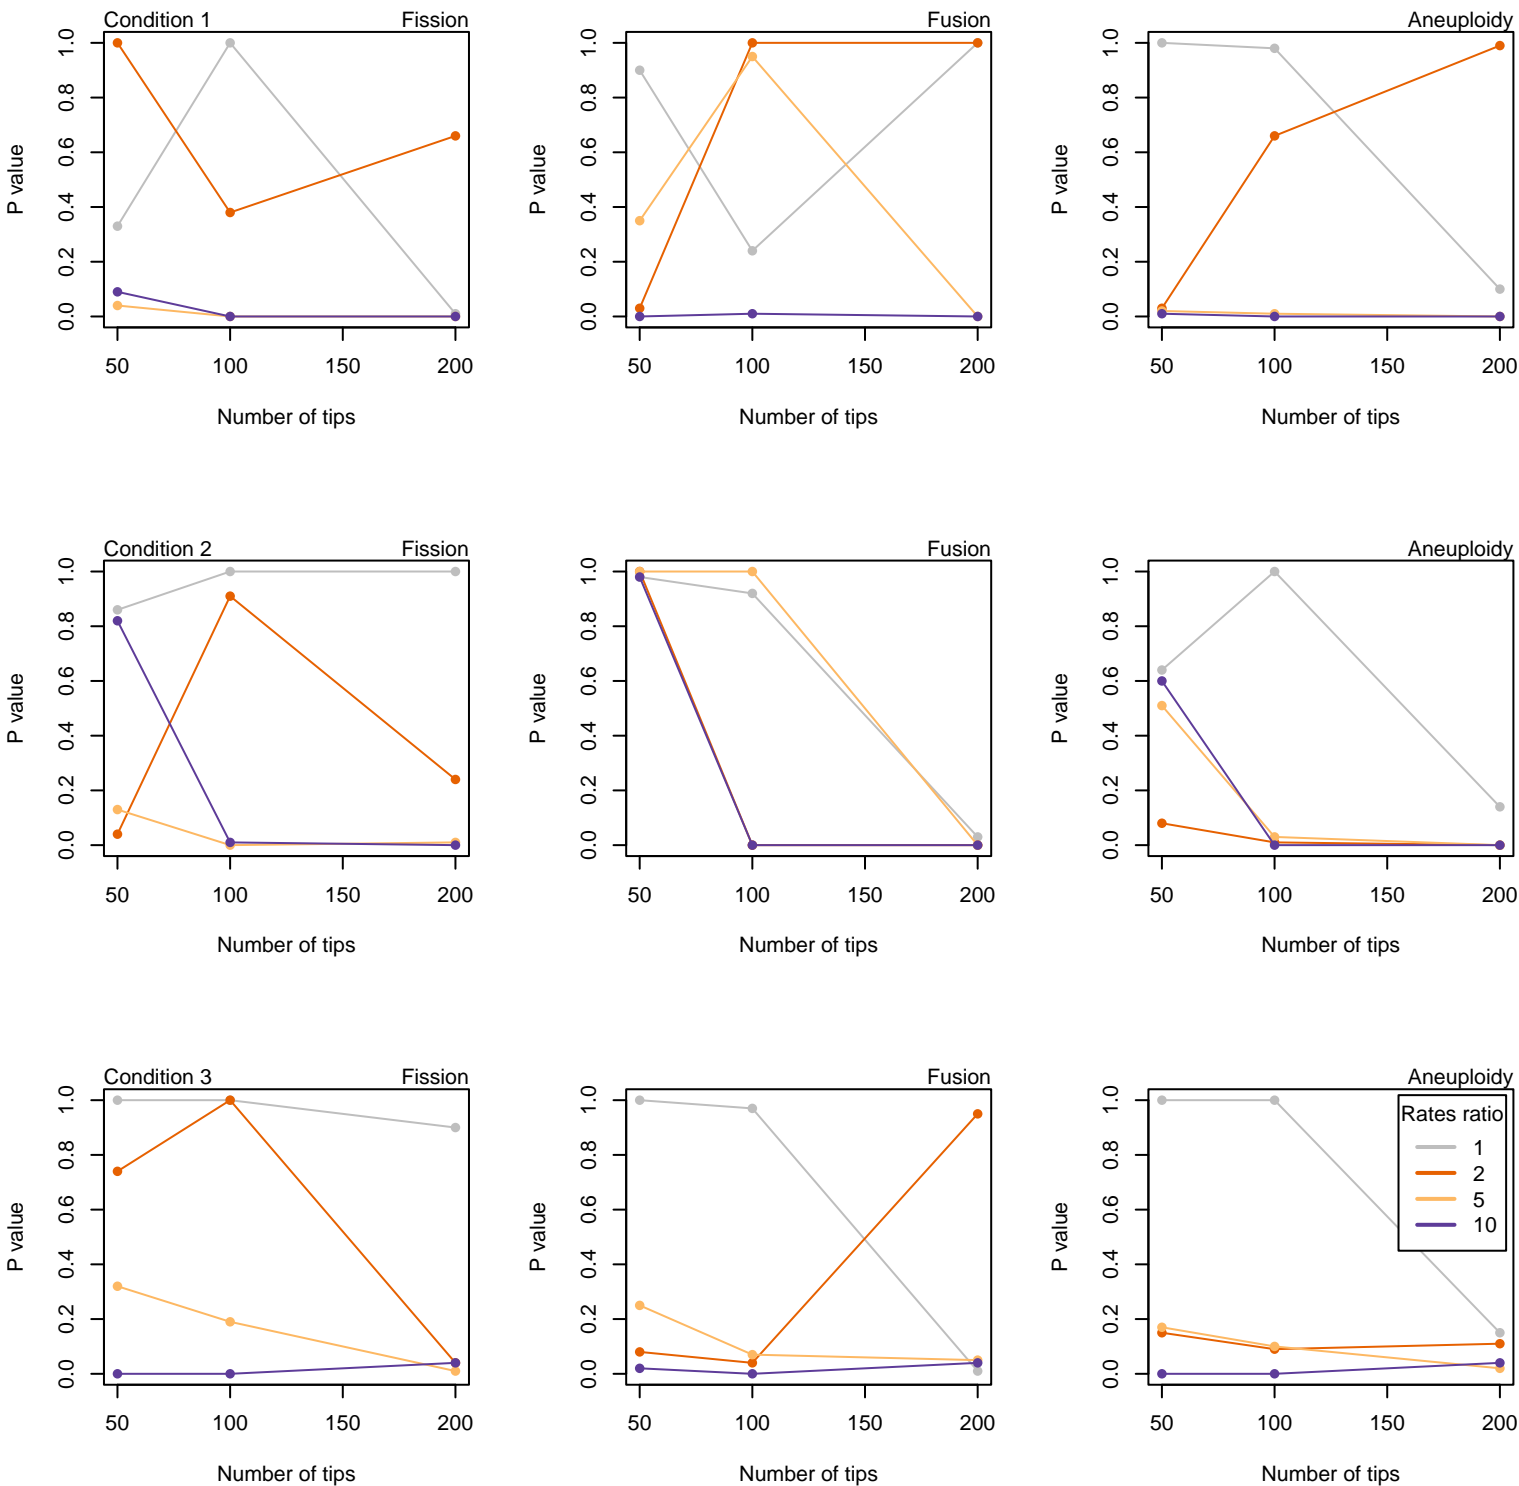 Condition 1 Fission
P value
0.0 0.2 0.4 0.6 0.8 1.0
50 100 150 200
Number of tips
Fusion
P value
0.0 0.2 0.4 0.6 0.8 1.0
50 100 150 200
Number of tips
Aneuploidy
P value
0.0 0.2 0.4 0.6 0.8 1.0
50 100 150 200
Number of tips
Condition 2 Fission
P value
0.0 0.2 0.4 0.6 0.8 1.0
50 100 150 200
Number of tips
Fusion
P value
0.0 0.2 0.4 0.6 0.8 1.0
50 100 150 200
Number of tips
Aneuploidy
P value
0.0 0.2 0.4 0.6 0.8 1.0
50 100 150 200
Number of tips
Condition 3 Fission
P value
0.0 0.2 0.4 0.6 0.8 1.0
50 100 150 200
Number of tips
Fusion
P value
0.0 0.2 0.4 0.6 0.8 1.0
50 100 150 200
Number of tips
Aneuploidy
P value
0.0 0.2 0.4 0.6 0.8 1.0
Rates ratio
1
2
5
10
50 100 150 200
Number of tips